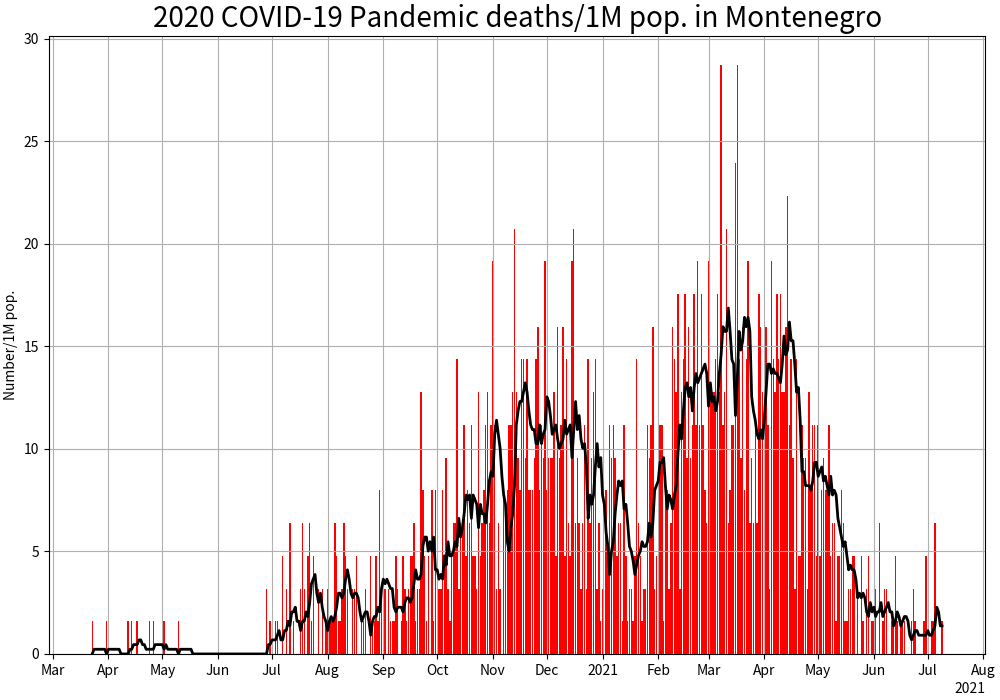 2020 COVID-19 Pandemic deaths/1M pop. in Montenegro
Number/1M pop.
30
25
20
15
10
5
0
Mar Apr May Jun Jul Aug Sep Oct Nov Dec 2021 Feb Mar Apr May Jun Jul Aug
2021